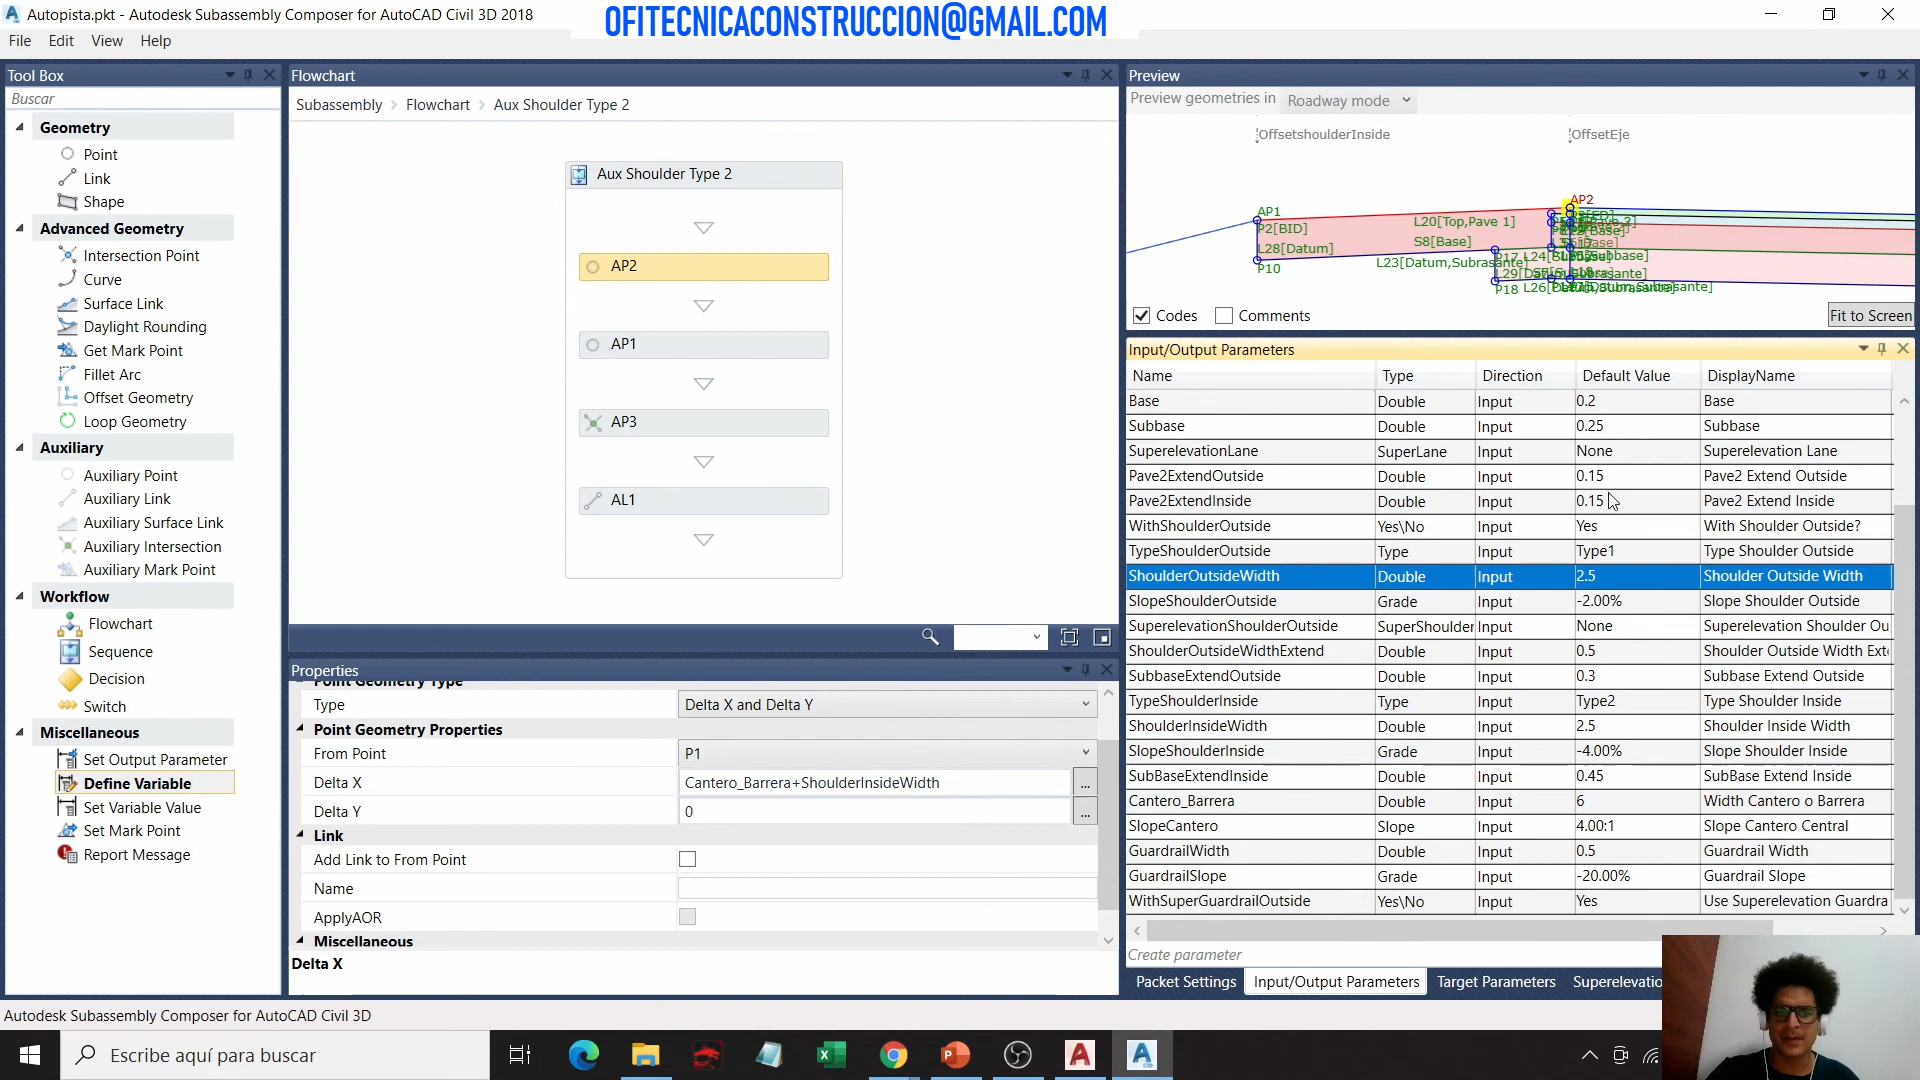 Autopista.pkt - Autodesk Subassembly Composer for AutoCAD Civil 3D 2018
OFITECNICACONSTRUCCION@GMAIL.COM
File Edit View Help
Tool Box
Buscar
Geometry
Point
Link
Shape
Advanced Geometry
Intersection Point
Curve
Surface Link
Daylight Rounding
Get Mark Point
Fillet Arc
Offset Geometry
Loop Geometry
Auxiliary
Auxiliary Point
Auxiliary Link
Auxiliary Surface Link
Auxiliary Intersection
Auxiliary Mark Point
Workflow
Flowchart
Sequence
Decision
Switch
Miscellaneous
Set Output Parameter
Define Variable
Set Variable Value
Set Mark Point
Report Message
Flowchart
Subassembly > Flowchart > Aux Shoulder Type 2
Aux Shoulder Type 2
AP2
AP1
AP3
AL1
Properties
Point Geometry Type
Type Delta X and Delta Y
Point Geometry Properties
From Point P1
Delta X Cantero_Barrera+ShoulderInsideWidth ...
Delta Y 0 ...
Link
Add Link to From Point
Name
ApplyAOR
Miscellaneous
Delta X
Preview
Preview geometries in Roadway mode
OffsetshoulderInside OffsetEje
AP2
AP1
P2[BID] L20[Top,Pave 1]
L28[Datum] S8[Base]
P10 L23[Datum,Subrasante]
P17
P18
Codes Comments Fit to Screen
Input/Output Parameters
Name Type Direction Default Value DisplayName
Base Double Input 0.2 Base
Subbase Double Input 0.25 Subbase
SuperelevationLane SuperLane Input None Superelevation Lane
Pave2ExtendOutside Double Input 0.15 Pave2 Extend Outside
Pave2ExtendInside Double Input 0.15 Pave2 Extend Inside
WithShoulderOutside Yes\No Input Yes With Shoulder Outside?
TypeShoulderOutside Type Input Type1 Type Shoulder Outside
ShoulderOutsideWidth Double Input 2.5 Shoulder Outside Width
SlopeShoulderOutside Grade Input -2.00% Slope Shoulder Outside
SuperelevationShoulderOutside SuperShoulder Input None Superelevation Shoulder Ou
ShoulderOutsideWidthExtend Double Input 0.5 Shoulder Outside Width Ext
SubbaseExtendOutside Double Input 0.3 Subbase Extend Outside
TypeShoulderInside Type Input Type2 Type Shoulder Inside
ShoulderInsideWidth Double Input 2.5 Shoulder Inside Width
SlopeShoulderInside Grade Input -4.00% Slope Shoulder Inside
SubBaseExtendInside Double Input 0.45 SubBase Extend Inside
Cantero_Barrera Double Input 6 Width Cantero o Barrera
SlopeCantero Slope Input 4.00:1 Slope Cantero Central
GuardrailWidth Double Input 0.5 Guardrail Width
GuardrailSlope Grade Input -20.00% Guardrail Slope
WithSuperGuardrailOutside Yes\No Input Yes Use Superelevation Guardra
Create parameter
Packet Settings Input/Output Parameters Target Parameters Superelevatio
Autodesk Subassembly Composer for AutoCAD Civil 3D
Escribe aquí para buscar